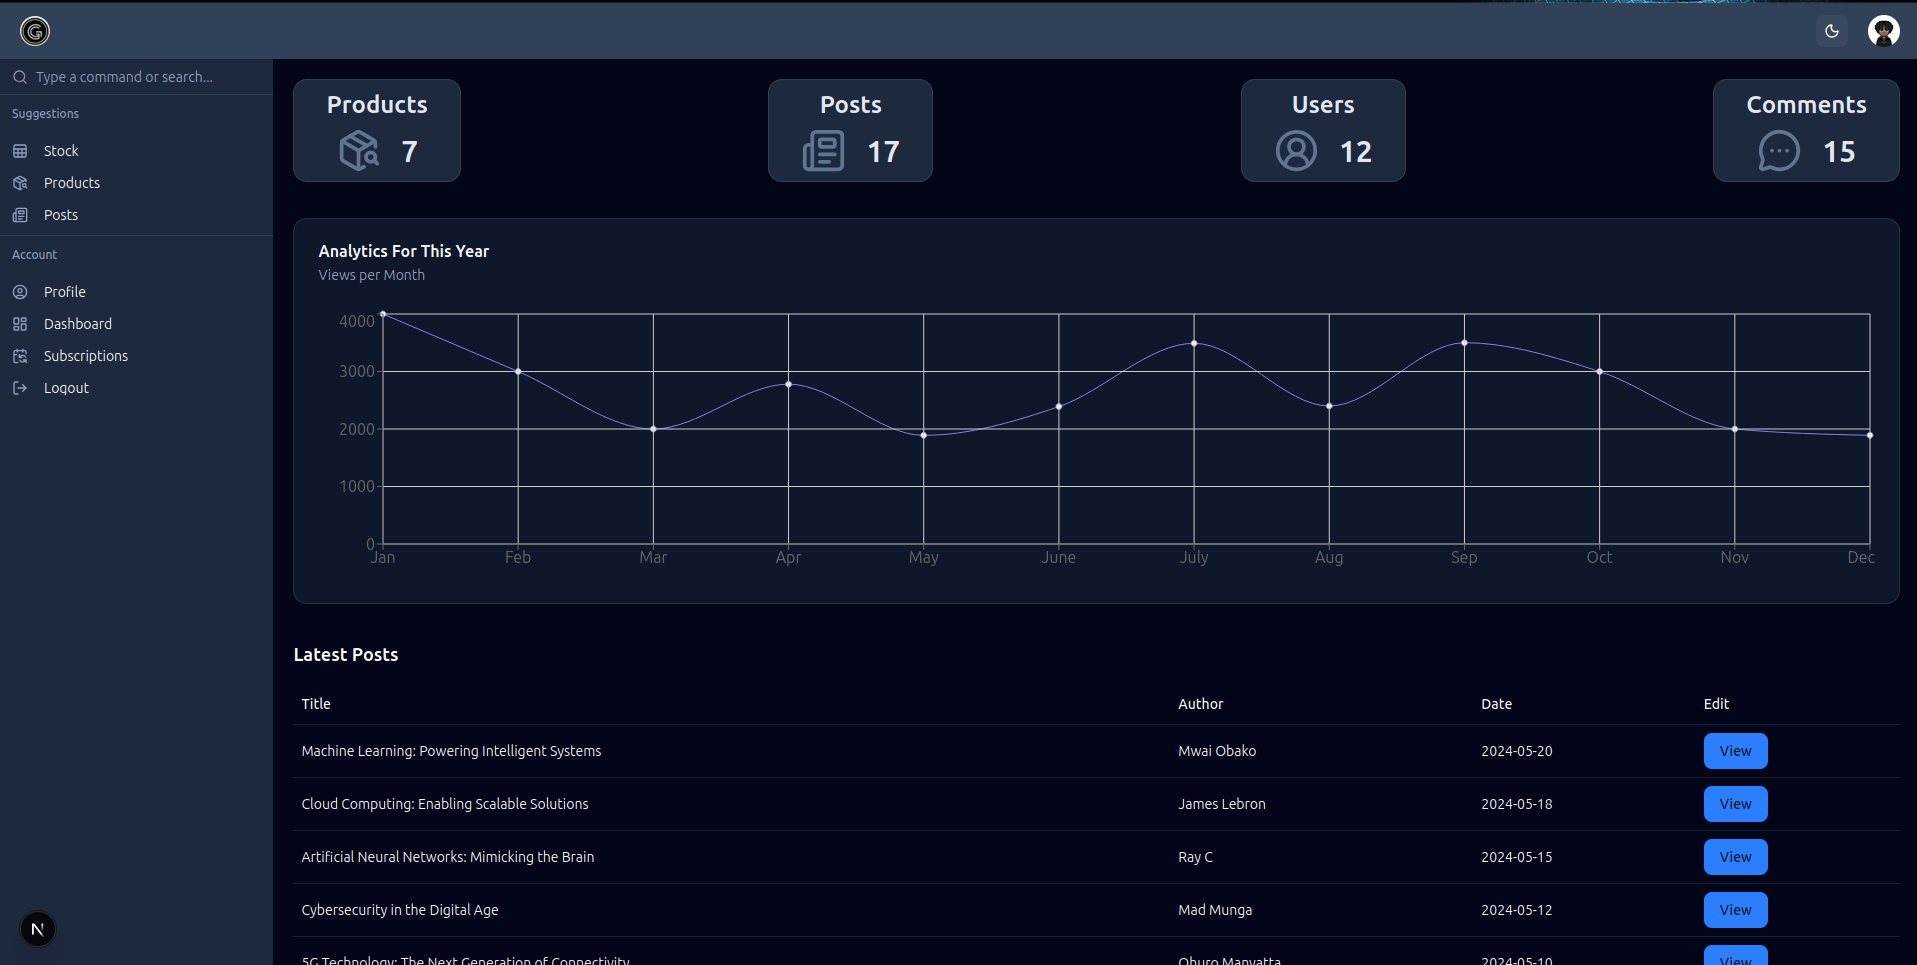 G
Type a command or search...
Suggestions
Stock
Products
Posts
Account
Profile
Dashboard
Subscriptions
Logout
N
Products
7
Posts
17
Users
12
Comments
15
Analytics For This Year
Views per Month
4000
3000
2000
1000
0
Jan Feb Mar Apr May June July Aug Sep Oct Nov Dec
Latest Posts
Title Author Date Edit
Machine Learning: Powering Intelligent Systems Mwai Obako 2024-05-20 View
Cloud Computing: Enabling Scalable Solutions James Lebron 2024-05-18 View
Artificial Neural Networks: Mimicking the Brain Ray C 2024-05-15 View
Cybersecurity in the Digital Age Mad Munga 2024-05-12 View
5G Technology: The Next Generation of Connectivity Oburo Manyatta 2024-05-10 View